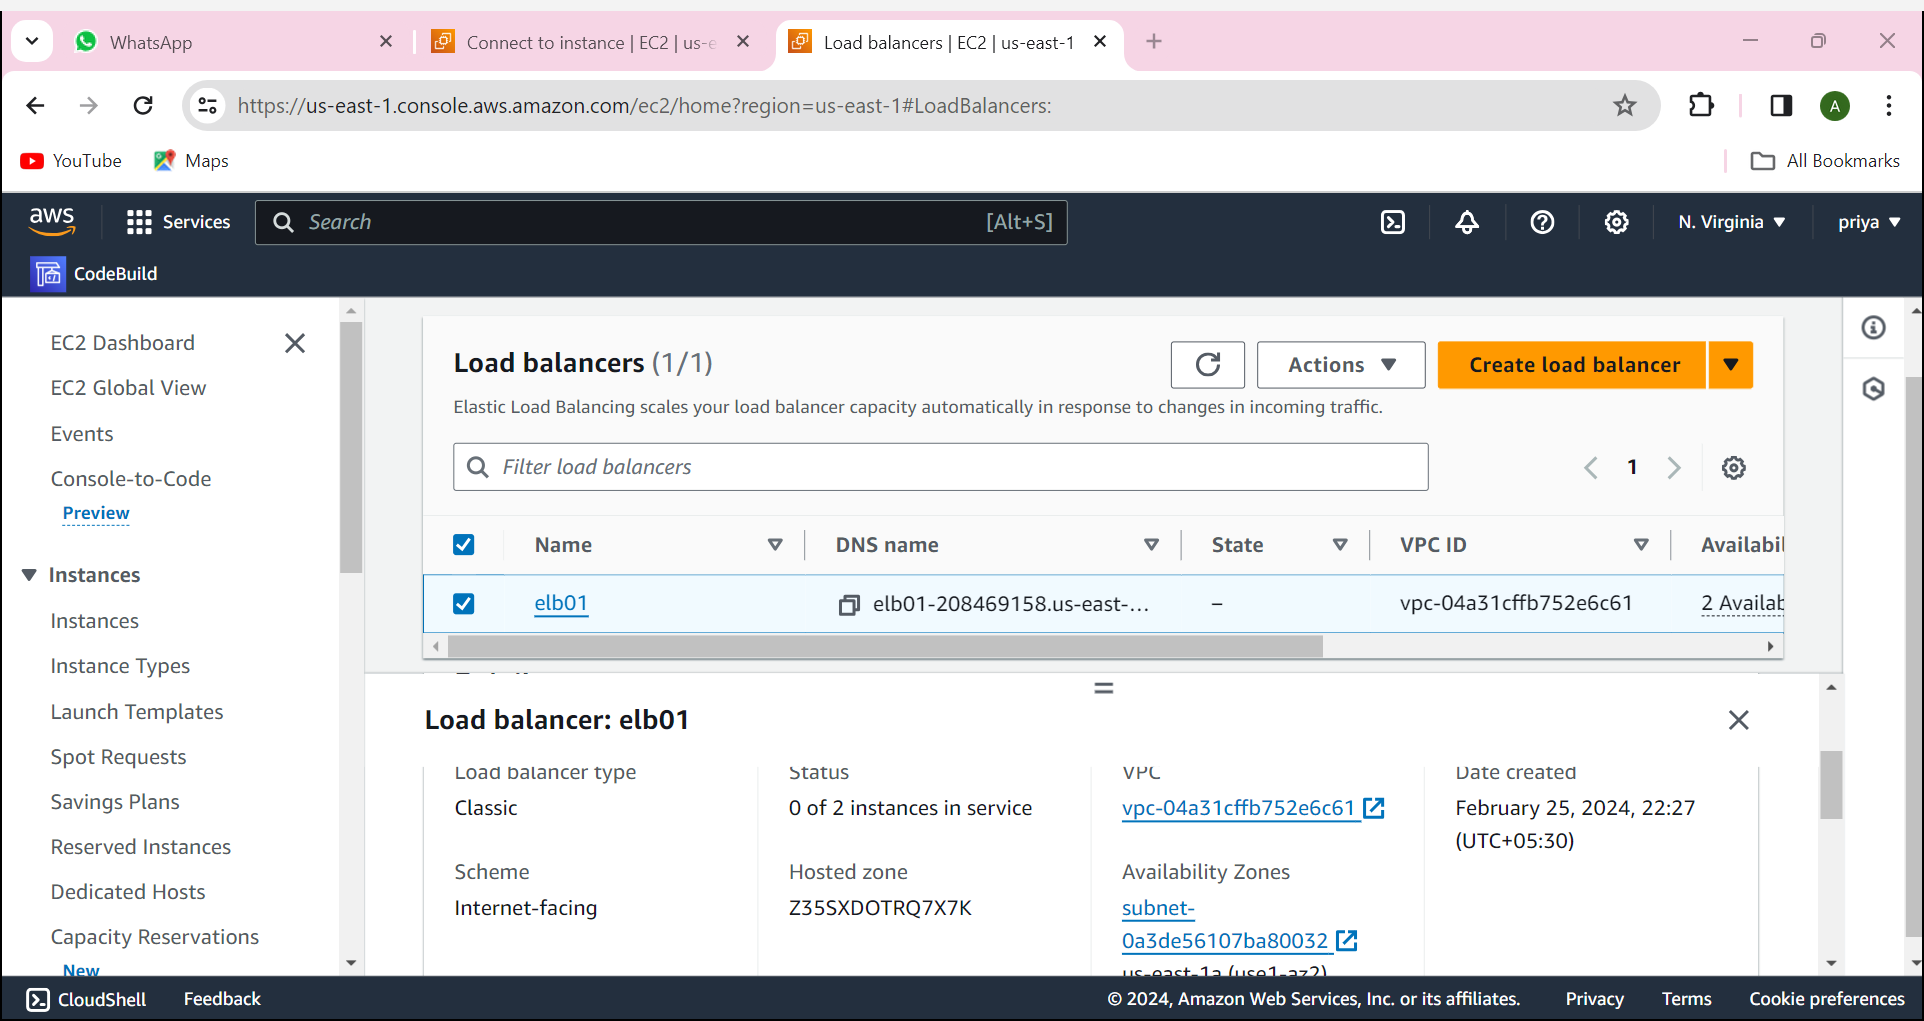 WhatsApp
Connect to instance | EC2 | us-e
Load balancers | EC2 | us-east-1
https://us-east-1.console.aws.amazon.com/ec2/home?region=us-east-1#LoadBalancers:
A
YouTube
Maps
All Bookmarks
aws
Services
Search
[Alt+S]
N. Virginia
priya
CodeBuild
EC2 Dashboard
EC2 Global View
Events
Console-to-Code
Preview
Instances
Instances
Instance Types
Launch Templates
Spot Requests
Savings Plans
Reserved Instances
Dedicated Hosts
Capacity Reservations
New
Load balancers (1/1)
Actions
Create load balancer
Elastic Load Balancing scales your load balancer capacity automatically in response to changes in incoming traffic.
Filter load balancers
1
Name
DNS name
State
VPC ID
Availabil
elb01
elb01-208469158.us-east-...
–
vpc-04a31cffb752e6c61
2 Availab
Load balancer: elb01
Load balancer type
Classic
Status
0 of 2 instances in service
VPC
vpc-04a31cffb752e6c61
Date created
February 25, 2024, 22:27
(UTC+05:30)
Scheme
Internet-facing
Hosted zone
Z35SXDOTRQ7X7K
Availability Zones
subnet-
0a3de56107ba80032
us-east-1a (use1-az2)
CloudShell
Feedback
© 2024, Amazon Web Services, Inc. or its affiliates.
Privacy
Terms
Cookie preferences